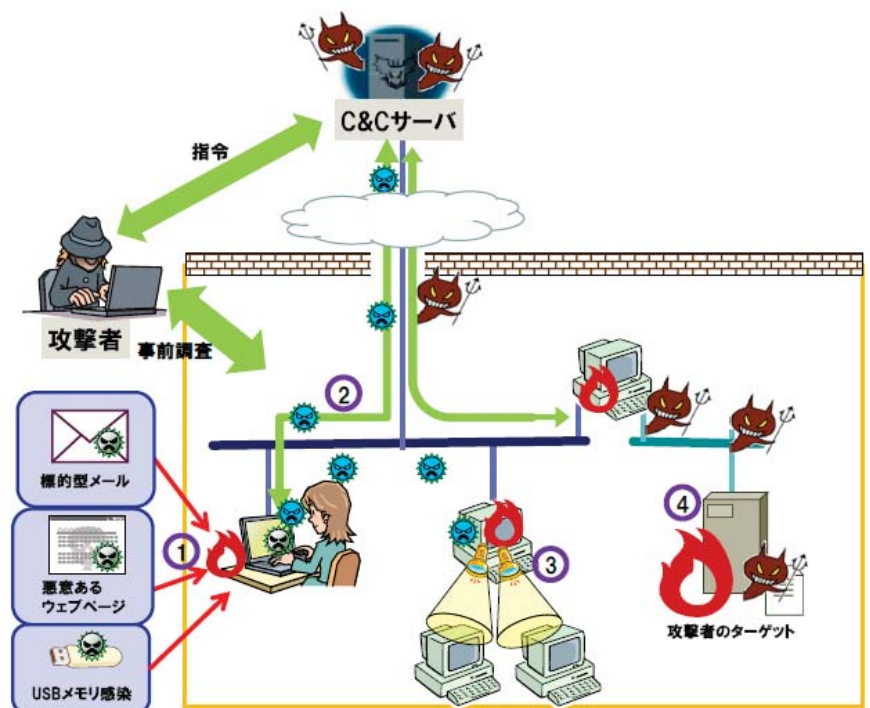 C&Cサーバ
指令
攻撃者
事前調査
②
標的型メール
①
悪意ある
ウェブページ
USBメモリ感染
③
④
攻撃者のターゲット